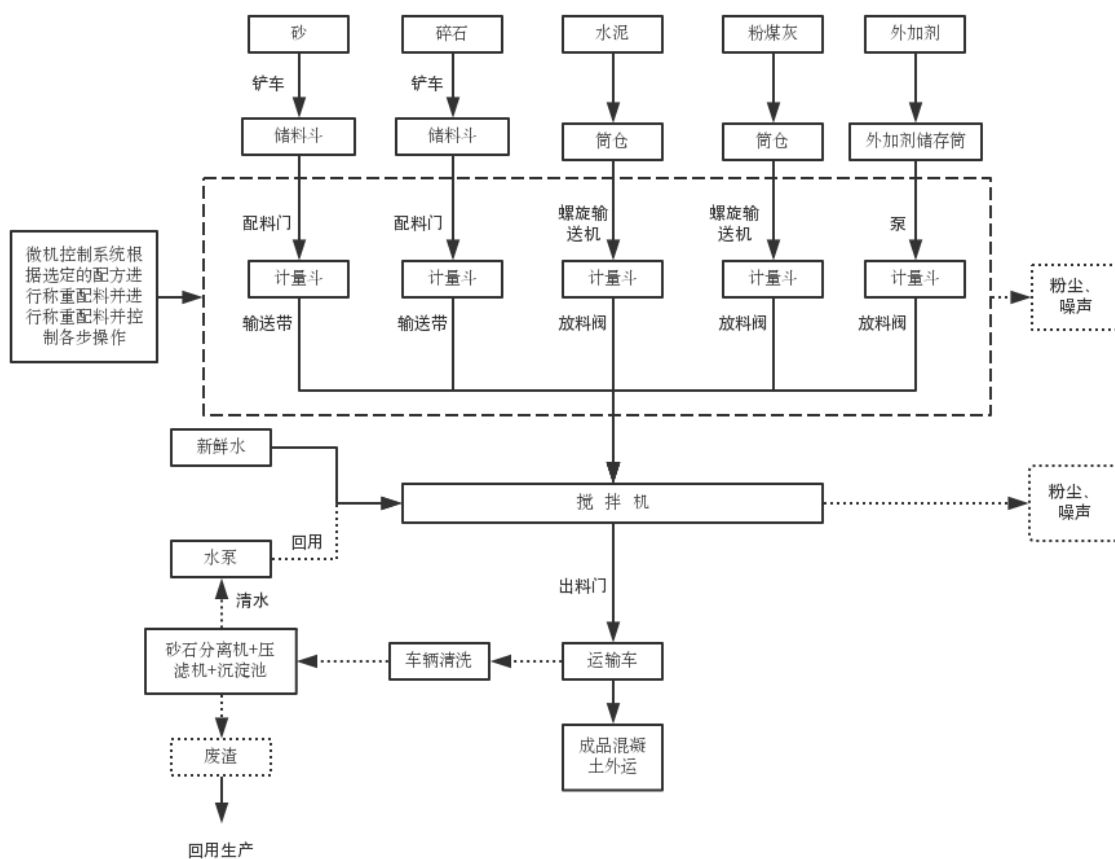 砂
碎石
水泥
粉煤灰
外加剂
铲车
铲车
储料斗
储料斗
筒仓
筒仓
外加剂储存筒
配料门
配料门
螺旋输
送机
螺旋输
送机
泵
微机控制系统根
据选定的配方进
行称重配料并进
行称重配料并控
制各步操作
计量斗
计量斗
计量斗
计量斗
计量斗
粉尘、
噪声
输送带
输送带
放料阀
放料阀
放料阀
新鲜水
搅 拌 机
粉尘、
噪声
回用
水泵
出料门
清水
砂石分离机+压
滤机+沉淀池
车辆清洗
运输车
废渣
成品混凝
土外运
回用生产